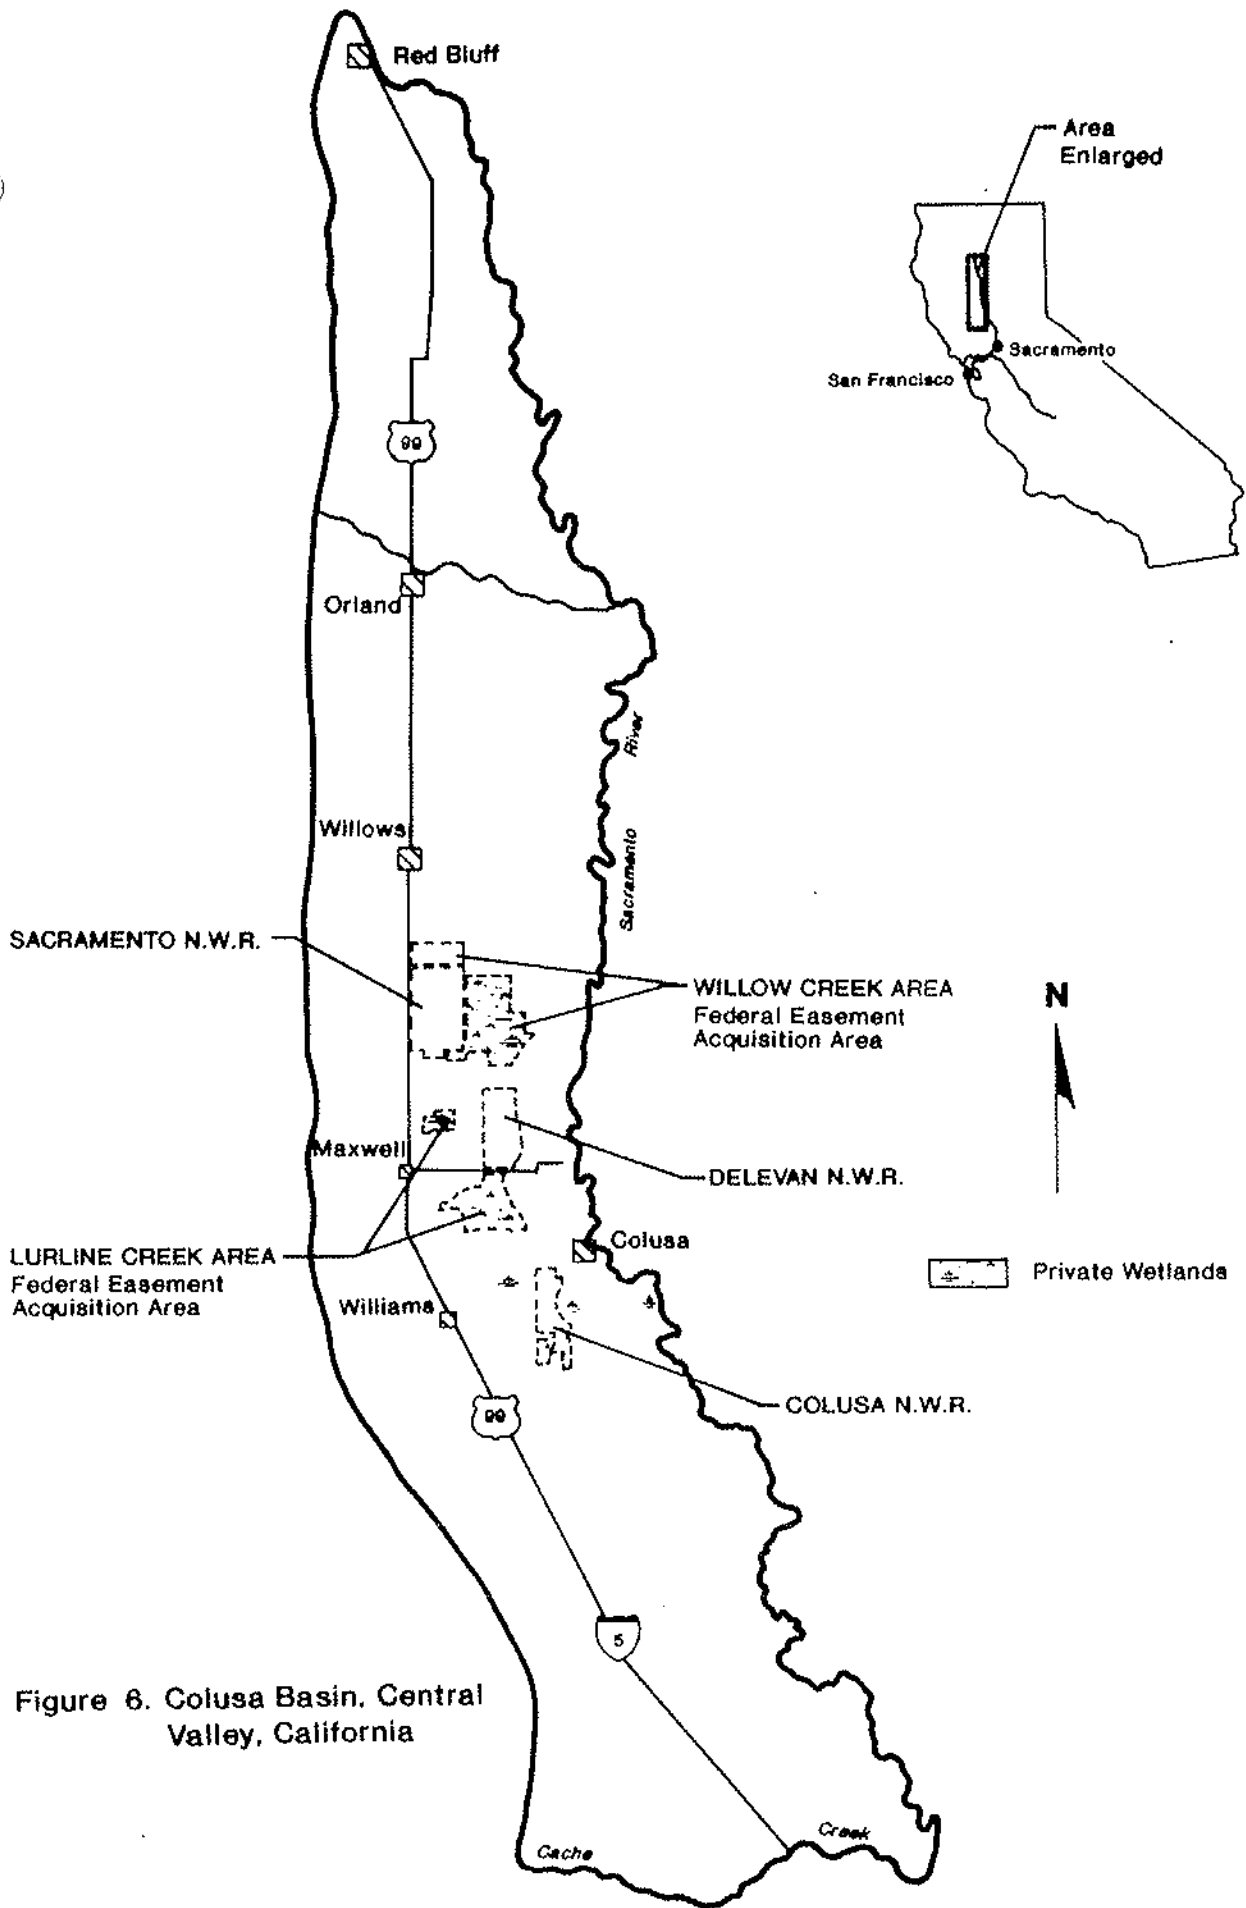 Red Bluff
Area
Enlarged
Sacramento
San Francisco
99
Orland
River
Sacramento
Willows
SACRAMENTO N.W.R.
WILLOW CREEK AREA
Federal Easement
Acquisition Area
N
Maxwell
DELEVAN N.W.R.
Colusa
LURLINE CREEK AREA
Federal Easement
Acquisition Area
Private Wetlands
Williams
COLUSA N.W.R.
99
5
Figure 6. Colusa Basin, Central
Valley, California
Cache
Creek